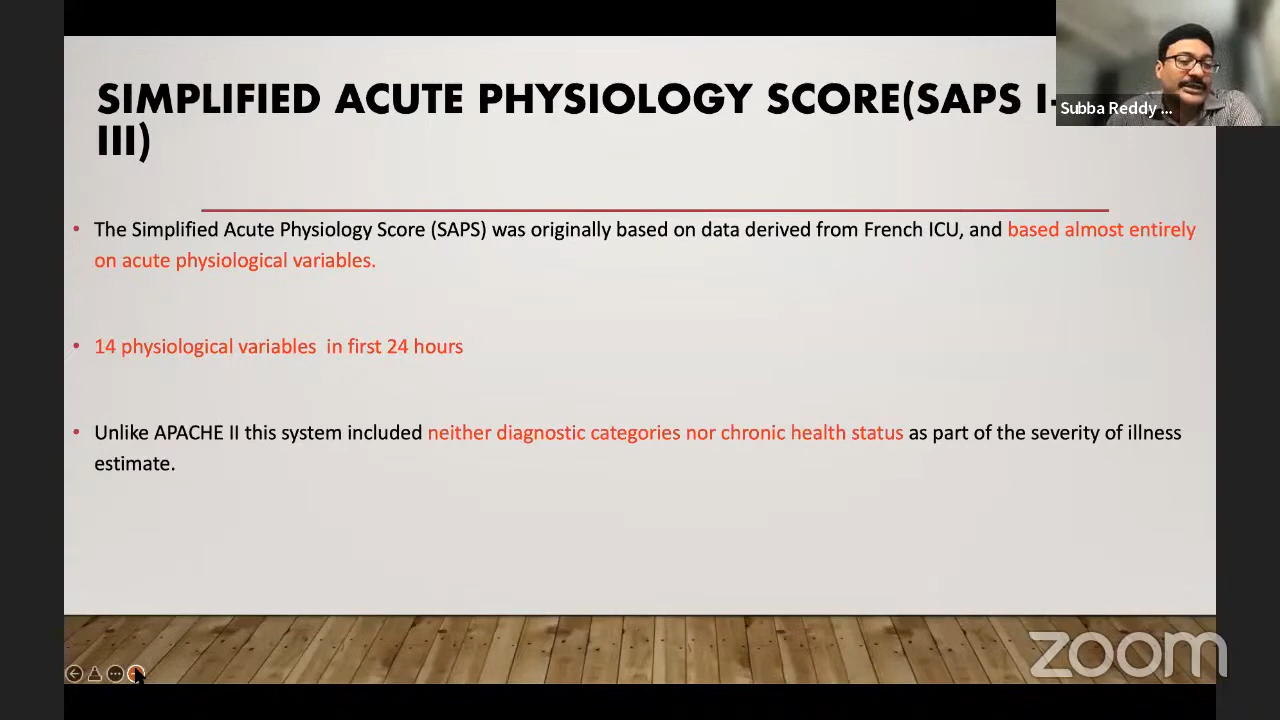 SIMPLIFIED ACUTE PHYSIOLOGY SCORE(SAPS I-
III)
Subba Reddy ...
• The Simplified Acute Physiology Score (SAPS) was originally based on data derived from French ICU, and based almost entirely
on acute physiological variables.
• 14 physiological variables in first 24 hours
• Unlike APACHE II this system included neither diagnostic categories nor chronic health status as part of the severity of illness
estimate.
zoom